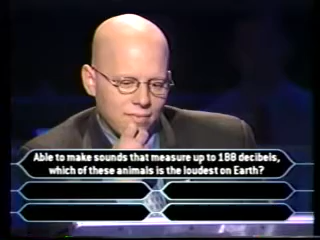 Able to make sounds that measure up to 188 decibels,
which of these animals is the loudest on Earth?